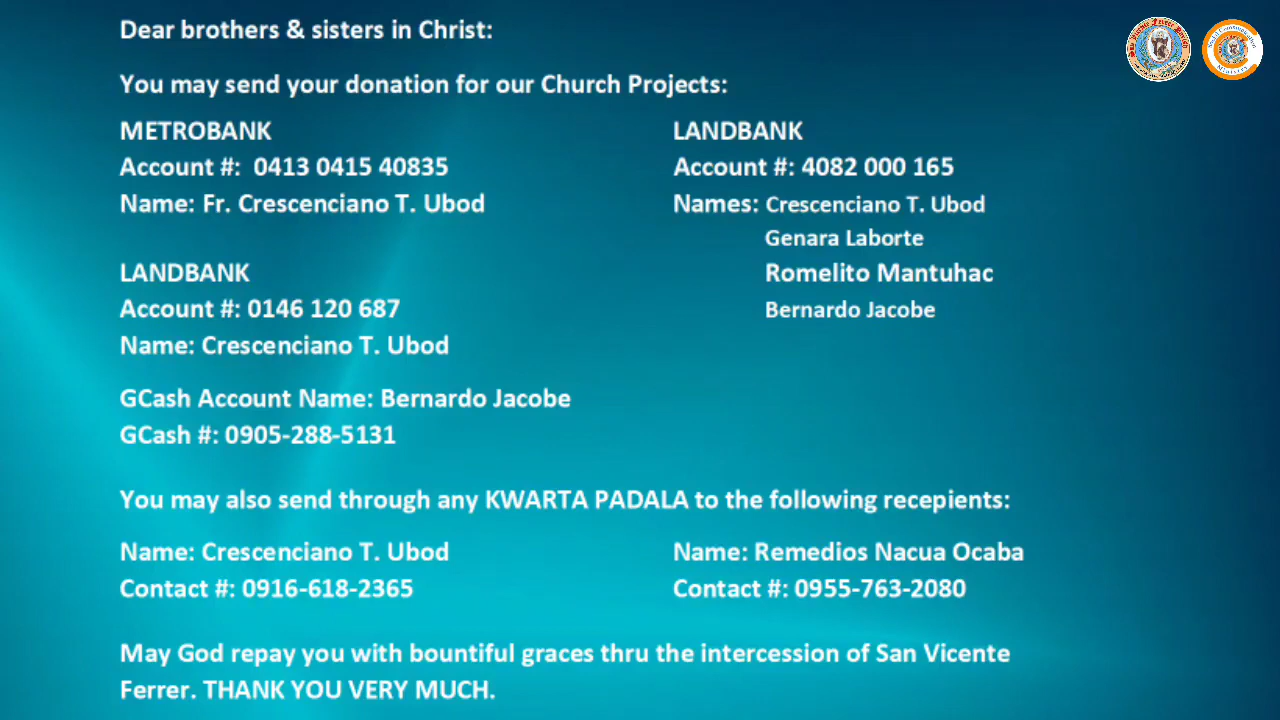 Dear brothers & sisters in Christ:
You may send your donation for our Church Projects:
METROBANK
Account #:  0413 0415 40835
Name: Fr. Crescenciano T. Ubod
LANDBANK
Account #: 4082 000 165
Names: Crescenciano T. Ubod
Genara Laborte
Romelito Mantuhac
Bernardo Jacobe
LANDBANK
Account #: 0146 120 687
Name: Crescenciano T. Ubod
GCash Account Name: Bernardo Jacobe
GCash #: 0905-288-5131
You may also send through any KWARTA PADALA to the following recepients:
Name: Crescenciano T. Ubod
Contact #: 0916-618-2365
Name: Remedios Nacua Ocaba
Contact #: 0955-763-2080
May God repay you with bountiful graces thru the intercession of San Vicente
Ferrer. THANK YOU VERY MUCH.